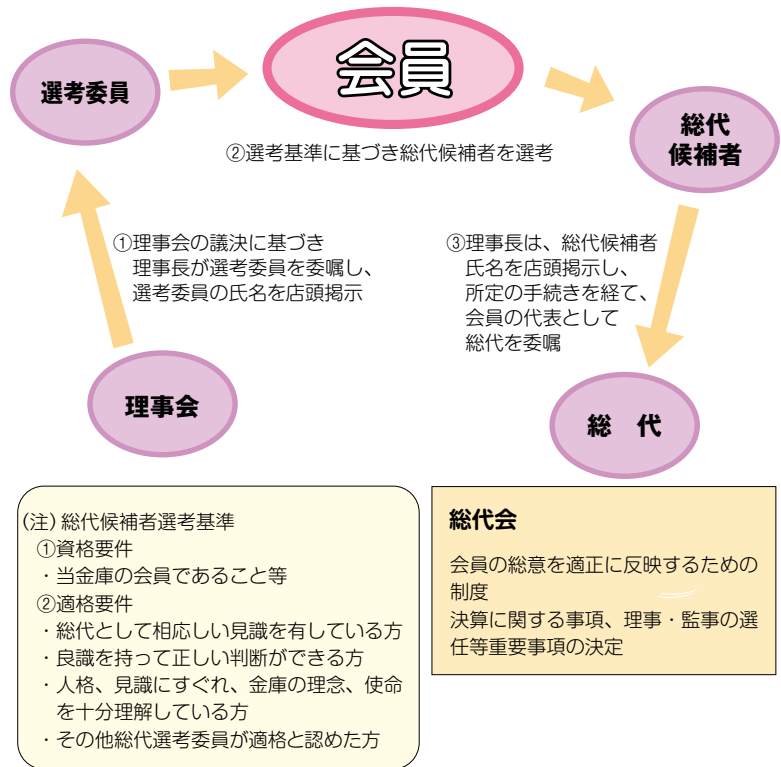 会員
選考委員
総代
候補者
②選考基準に基づき総代候補者を選考
①理事会の議決に基づき
理事長が選考委員を委嘱し、
選考委員の氏名を店頭掲示
③理事長は、総代候補者
氏名を店頭掲示し、
所定の手続きを経て、
会員の代表として
総代を委嘱
理事会
総　代
(注)総代候補者選考基準
①資格要件
・当金庫の会員であること等
②適格要件
・総代として相応しい見識を有している方
・良識を持って正しい判断ができる方
・人格、見識にすぐれ、金庫の理念、使命
を十分理解している方
・その他総代選考委員が適格と認めた方
総代会
会員の総意を適正に反映するための
制度
決算に関する事項、理事・監事の選
任等重要事項の決定